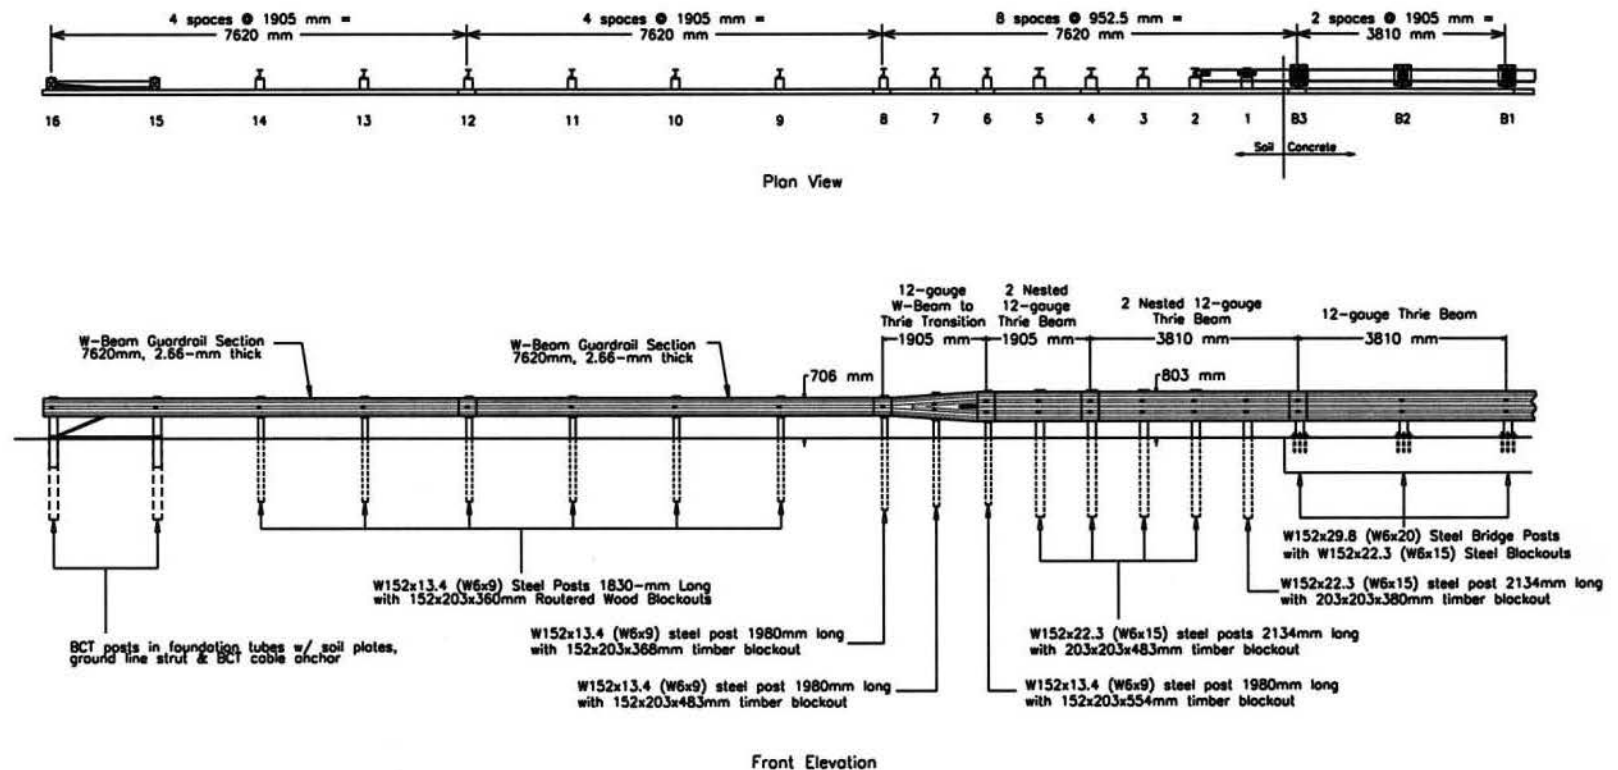 4 spaces @ 1905 mm =
7620 mm
4 spaces @ 1905 mm =
7620 mm
8 spaces @ 952.5 mm =
7620 mm
2 spaces @ 1905 mm =
3810 mm
16 15 14 13 12 11 10 9 8 7 6 5 4 3 2 1 B3 B2 B1
Soil Concrete
Plan View
12-gauge
W-Beam to
Thrie Transition
1905 mm
2 Nested
12-gauge
Thrie Beam
1905 mm
2 Nested 12-gauge
Thrie Beam
3810 mm
12-gauge Thrie Beam
3810 mm
W-Beam Guardrail Section
7620mm, 2.66-mm thick
W-Beam Guardrail Section
7620mm, 2.66-mm thick
706 mm
803 mm
W152x29.8 (W6x20) Steel Bridge Posts
with W152x22.3 (W6x15) Steel Blockouts
W152x13.4 (W6x9) Steel Posts 1830-mm Long
with 152x203x360mm Routered Wood Blockouts
W152x22.3 (W6x15) steel post 2134mm long
with 203x203x380mm timber blockout
BCT posts in foundation tubes w/ soil plates,
ground line strut & BCT cable anchor
W152x13.4 (W6x9) steel post 1980mm long
with 152x203x368mm timber blockout
W152x22.3 (W6x15) steel posts 2134mm long
with 203x203x483mm timber blockout
W152x13.4 (W6x9) steel post 1980mm long
with 152x203x483mm timber blockout
W152x13.4 (W6x9) steel post 1980mm long
with 152x203x554mm timber blockout
Front Elevation